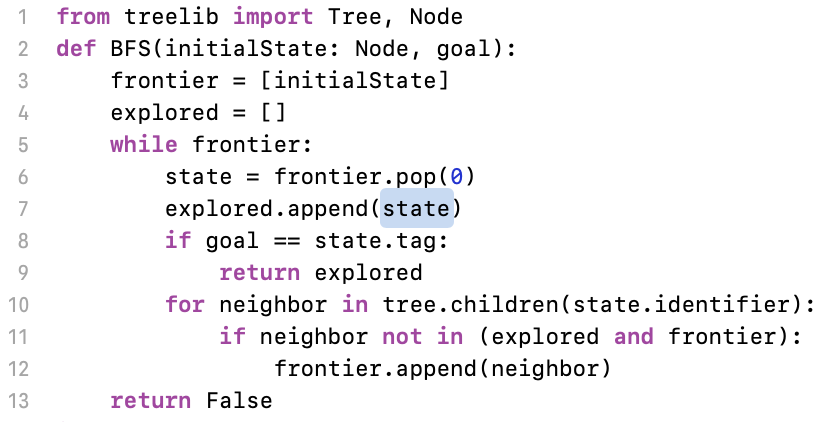 1 from treelib import Tree, Node
2 def BFS(initialState: Node, goal):
3     frontier = [initialState]
4     explored = []
5     while frontier:
6         state = frontier.pop(0)
7         explored.append(state)
8         if goal == state.tag:
9             return explored
10         for neighbor in tree.children(state.identifier):
11             if neighbor not in (explored and frontier):
12                 frontier.append(neighbor)
13     return False